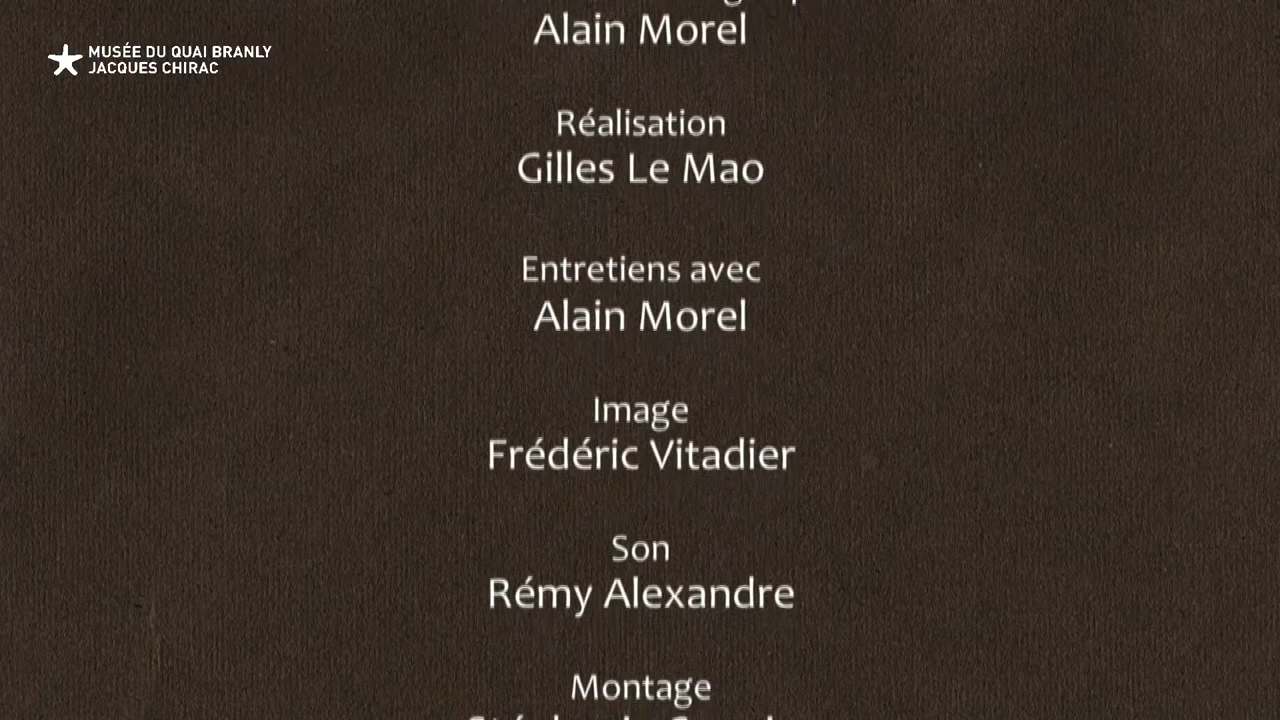 MUSÉE DU QUAI BRANLY
JACQUES CHIRAC
Alain Morel
Réalisation
Gilles Le Mao
Entretiens avec
Alain Morel
Image
Frédéric Vitadier
Son
Rémy Alexandre
Montage